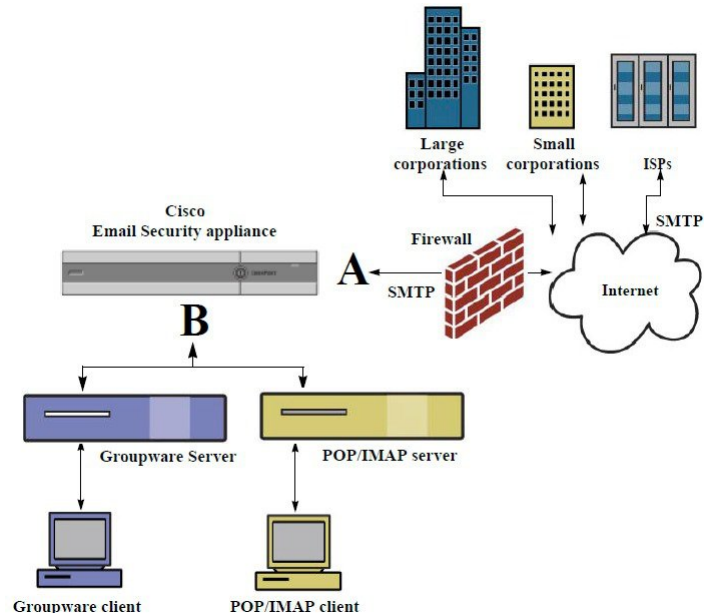 Large
corporations
Small
corporations
ISPs
SMTP
Cisco
Email Security appliance
Firewall
A
SMTP
Internet
B
Groupware Server
POP/IMAP server
Groupware client
POP/IMAP client